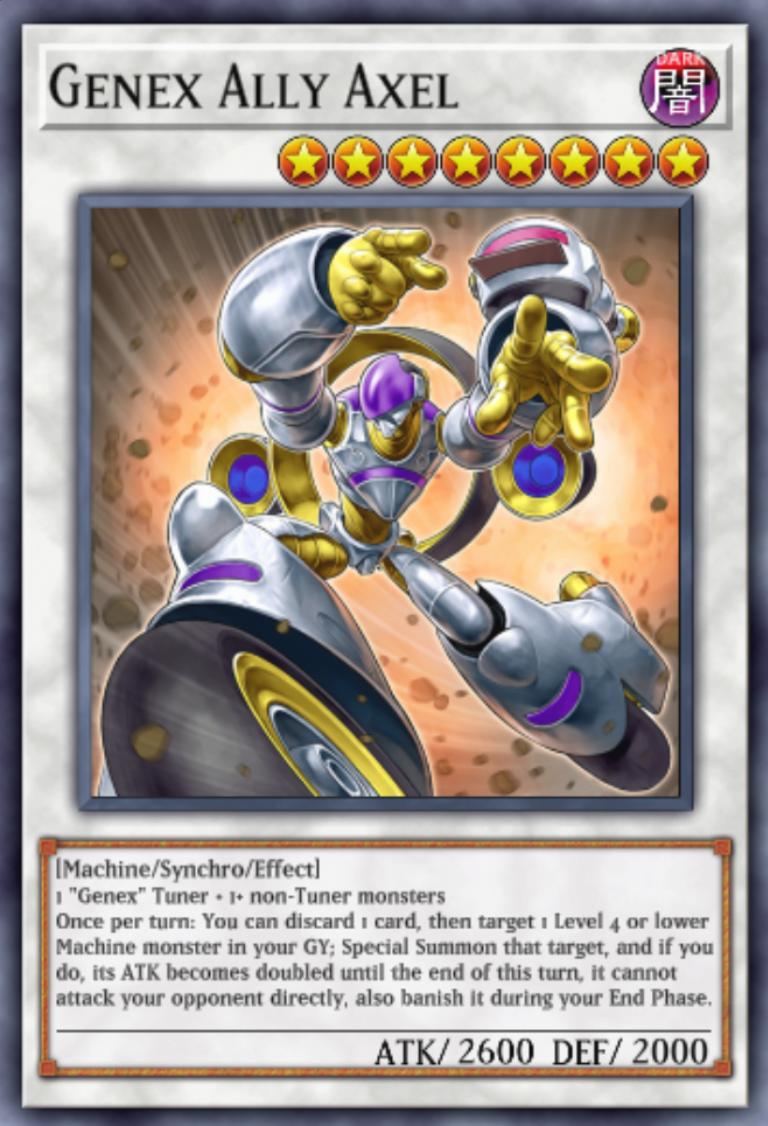 Genex Ally Axel
DARK
闇
[Machine/Synchro/Effect]
1 "Genex" Tuner + 1+ non-Tuner monsters
Once per turn: You can discard 1 card, then target 1 Level 4 or lower
Machine monster in your GY; Special Summon that target, and if you
do, its ATK becomes doubled until the end of this turn, it cannot
attack your opponent directly, also banish it during your End Phase.
ATK/ 2600 DEF/ 2000